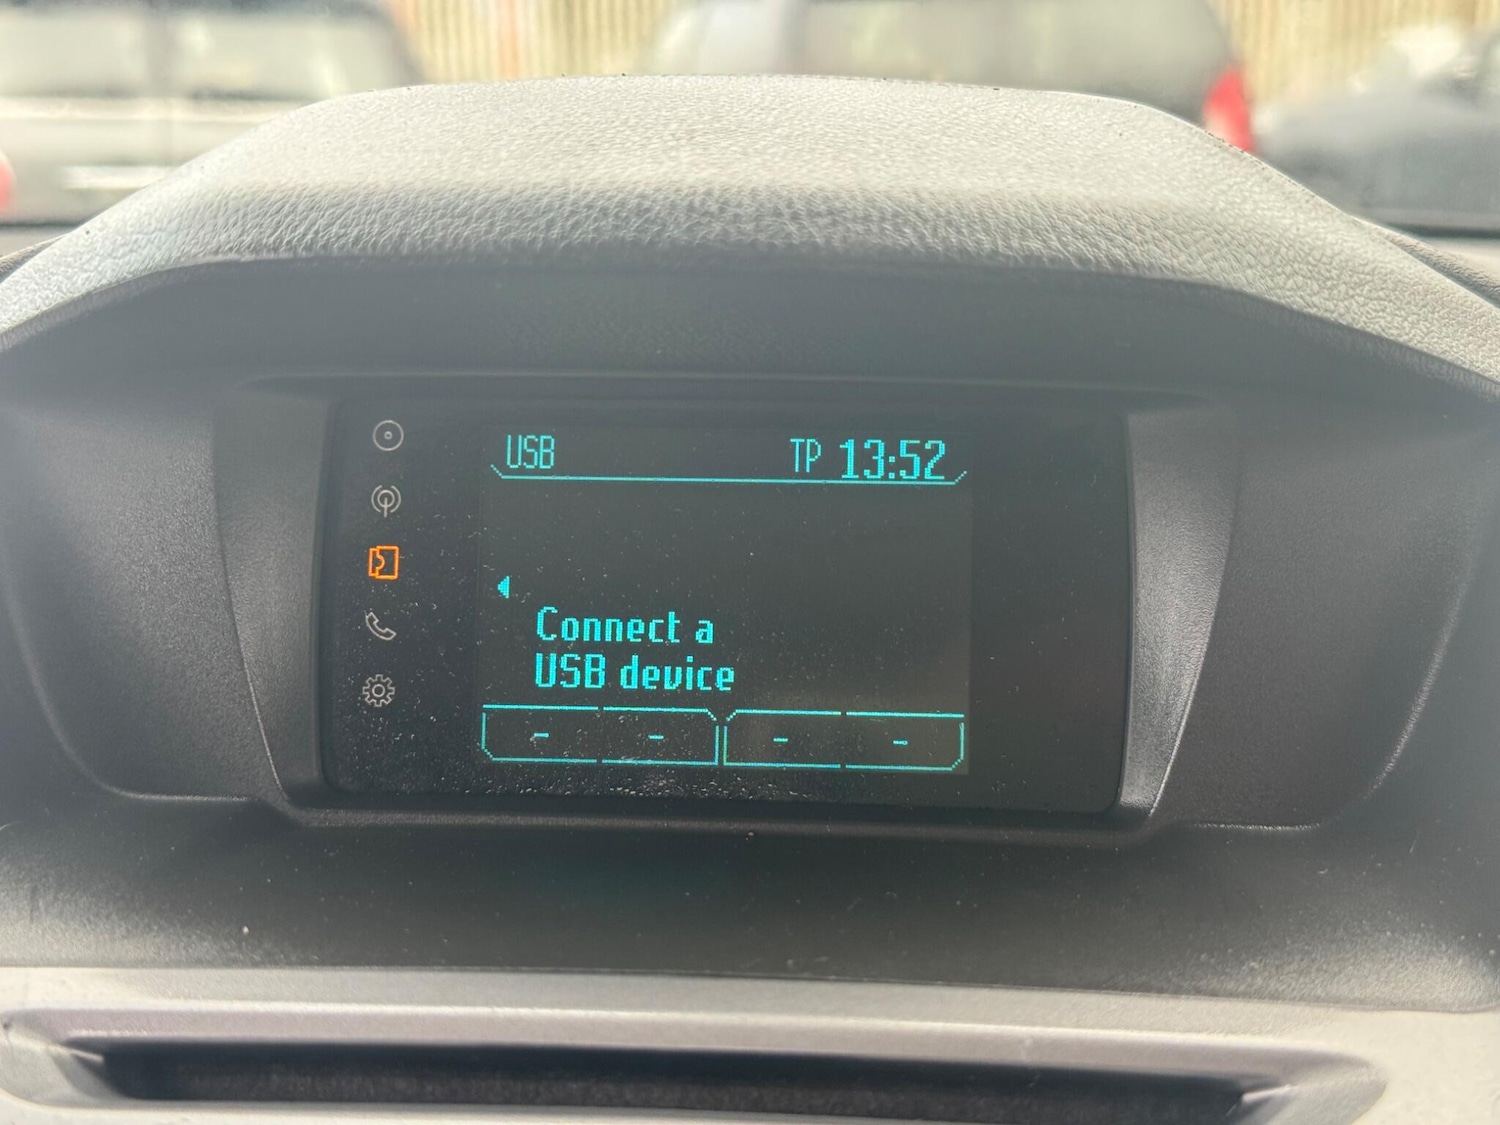 USB TP 13:52
Connect a
USB device
- - - -